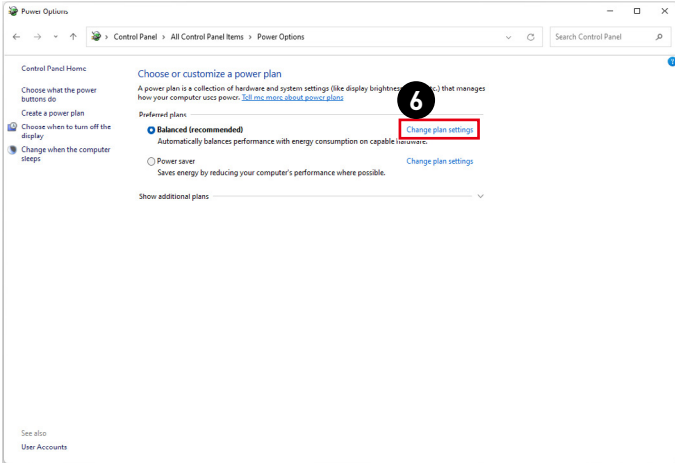 Power Options
Control Panel > All Control Panel Items > Power Options
Search Control Panel
Control Panel Home
Choose what the power
buttons do
Create a power plan
Choose when to turn off the
display
Change when the computer
sleeps
Choose or customize a power plan
A power plan is a collection of hardware and system settings (like display brightness, etc.) that manages
how your computer uses power. Tell me more about power plans
6
Preferred plans
Balanced (recommended)
Change plan settings
Automatically balances performance with energy consumption on capable hardware.
Power saver
Change plan settings
Saves energy by reducing your computer's performance where possible.
Show additional plans
See also
User Accounts